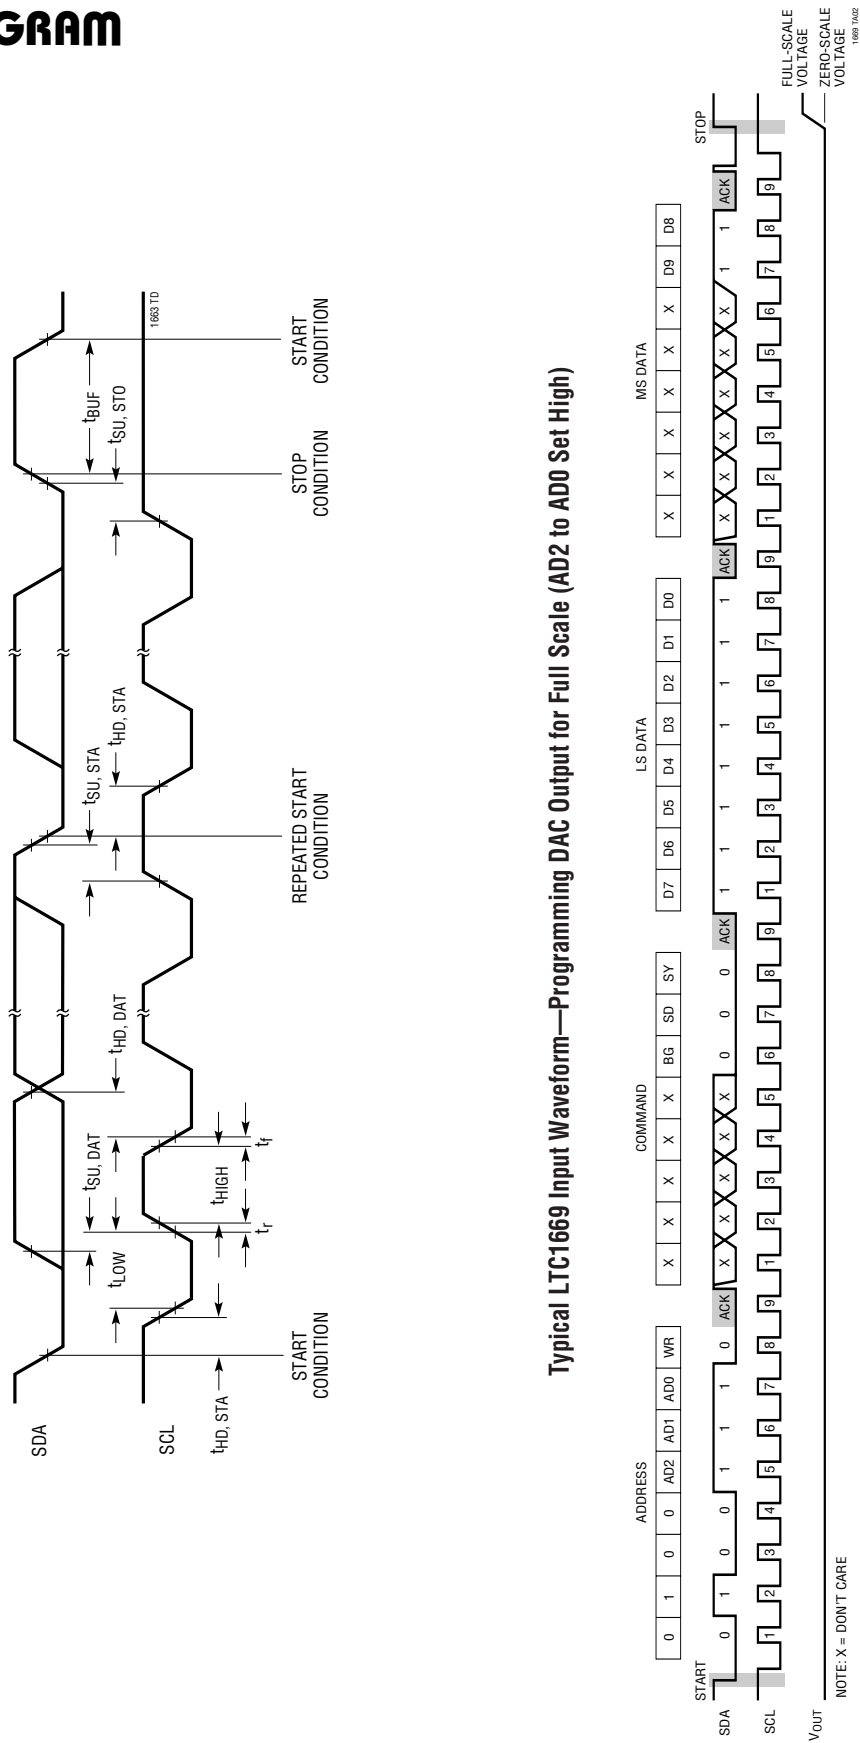 GRAM
SDA
SCL
tHD, STA
tLOW
tSU, DAT
tHD, DAT
tr
tHIGH
tf
tSU, STA
tHD, STA
tBUF
tSU, STO
START
CONDITION
REPEATED START
CONDITION
STOP
CONDITION
START
CONDITION
1663 TD
Typical LTC1669 Input Waveform—Programming DAC Output for Full Scale (AD2 to AD0 Set High)
ADDRESS
COMMAND
LS DATA
MS DATA
0 1 0 0 AD2 AD1 AD0 WR
X X X X X BG SD SY
D7 D6 D5 D4 D3 D2 D1 D0
X X X X X X D9 D8
START
STOP
SDA
0 1 0 0 1 1 1 0 ACK X X X X X 0 0 0 ACK 1 1 1 1 1 1 1 1 ACK X X X X X X 1 1 ACK
SCL
1 2 3 4 5 6 7 8 9 1 2 3 4 5 6 7 8 9 1 2 3 4 5 6 7 8 9 1 2 3 4 5 6 7 8 9
VOUT
FULL-SCALE
VOLTAGE
ZERO-SCALE
VOLTAGE
NOTE: X = DON'T CARE
1669 TA02